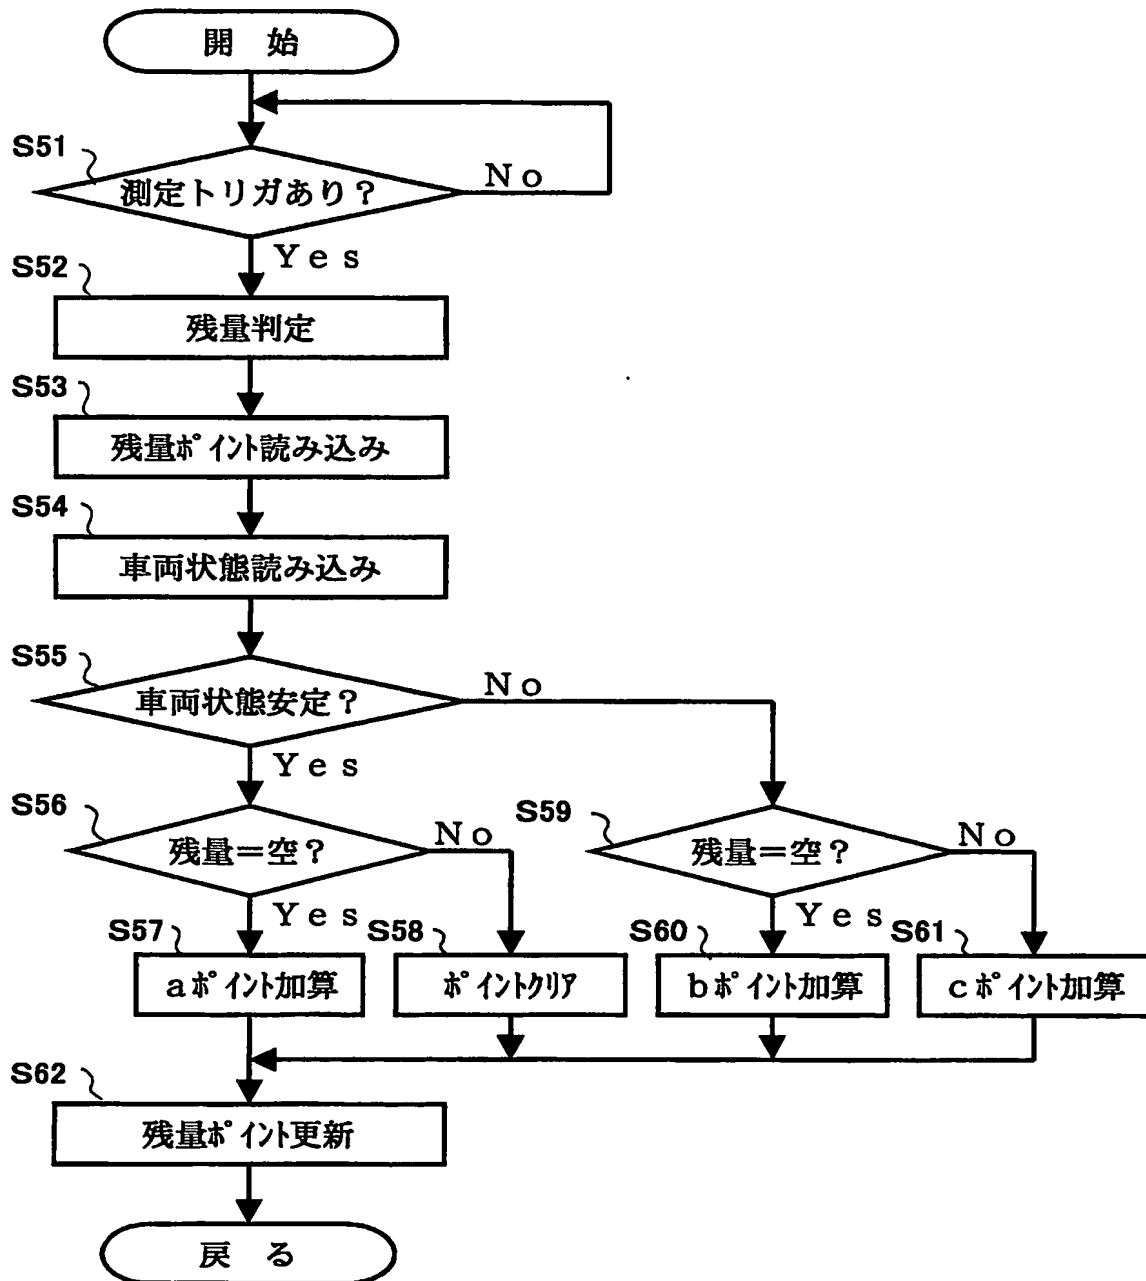 開 始
S51
測定トリガあり?
No
Yes
S52
残量判定
S53
残量ポイント読み込み
S54
車両状態読み込み
S55
車両状態安定?
No
Yes
S56
残量=空?
No
S59
残量=空?
No
Yes
Yes
S57
aポイント加算
S58
ポイントクリア
S60
bポイント加算
S61
cポイント加算
S62
残量ポイント更新
戻 る